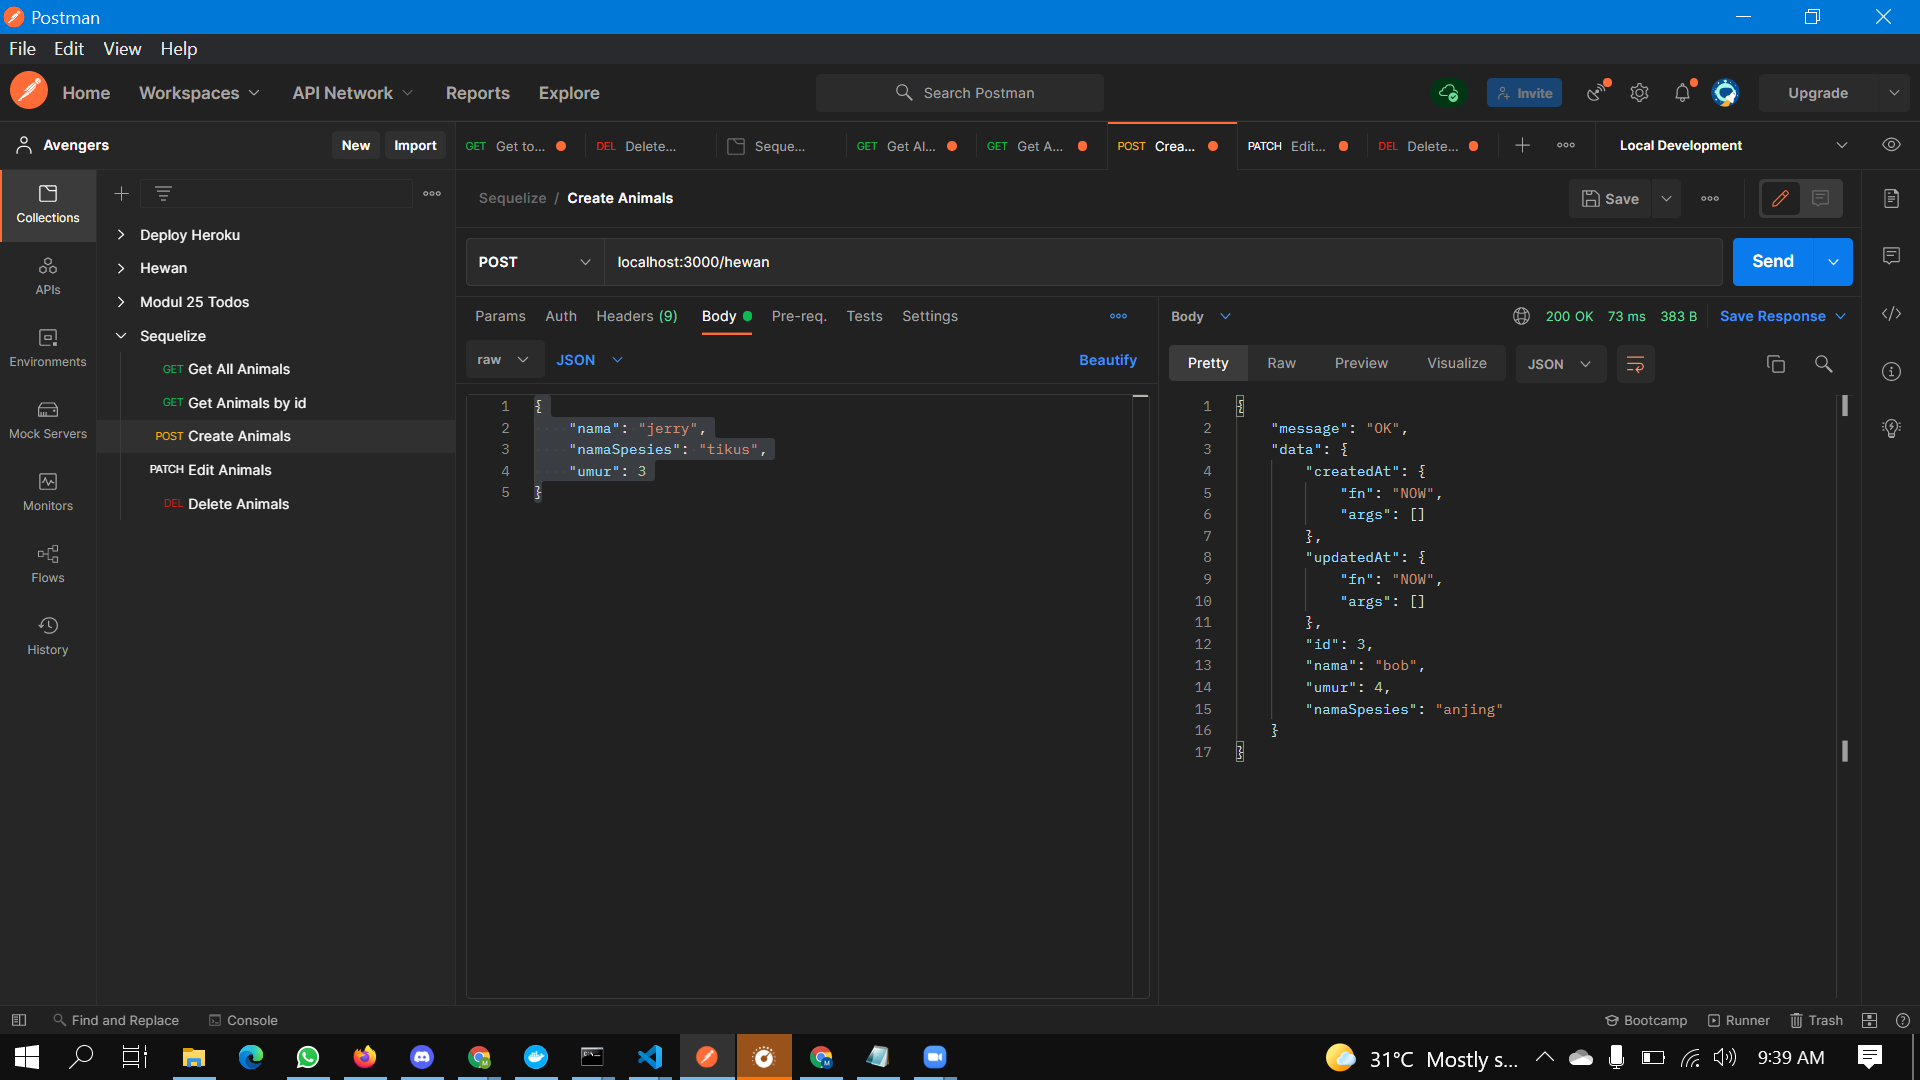 Postman
File Edit View Help
Home Workspaces API Network Reports Explore Search Postman Invite Upgrade
Avengers New Import GET Get to... DEL Delete... Seque... GET Get Al... GET Get A... POST Crea... PATCH Edit... DEL Delete... Local Development
Collections
APIs
Environments
Mock Servers
Monitors
Flows
History
Deploy Heroku
Hewan
Modul 25 Todos
Sequelize
GET Get All Animals
GET Get Animals by id
POST Create Animals
PATCH Edit Animals
DEL Delete Animals
Sequelize / Create Animals Save
POST localhost:3000/hewan Send
Params Auth Headers (9) Body Pre-req. Tests Settings
raw JSON Beautify
1 {
2 "nama": "jerry",
3 "namaSpesies": "tikus",
4 "umur": 3
5 }
Body 200 OK 73 ms 383 B Save Response
Pretty Raw Preview Visualize JSON
1 {
2 "message": "OK",
3 "data": {
4 "createdAt": {
5 "fn": "NOW",
6 "args": []
7 },
8 "updatedAt": {
9 "fn": "NOW",
10 "args": []
11 },
12 "id": 3,
13 "nama": "bob",
14 "umur": 4,
15 "namaSpesies": "anjing"
16 }
17 }
Find and Replace Console Bootcamp Runner Trash
31°C Mostly s... 9:39 AM